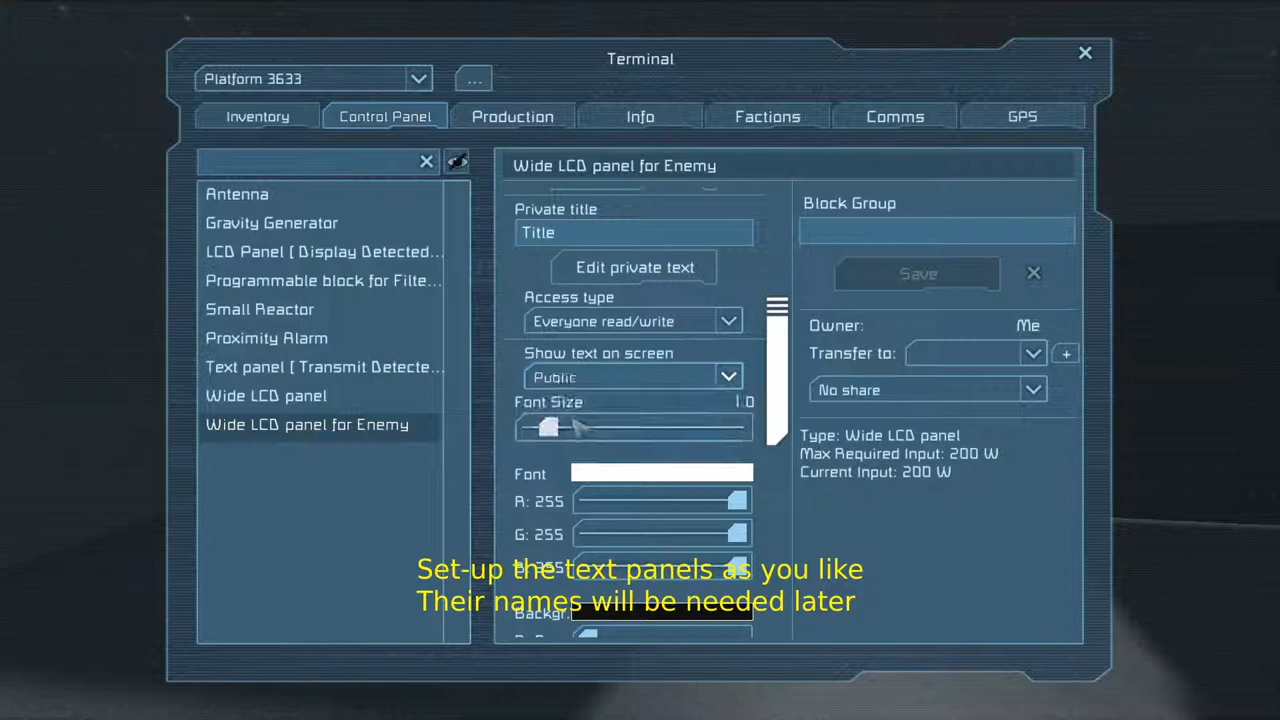 Terminal
Platform 3633
...
Inventory
Control Panel
Production
Info
Factions
Comms
GPS
Antenna
Gravity Generator
LCD Panel [ Display Detected...
Programmable block for Filte...
Small Reactor
Proximity Alarm
Text panel [ Transmit Detecte...
Wide LCD panel
Wide LCD panel for Enemy
Wide LCD panel for Enemy
Private title
Title
Edit private text
Access type
Everyone read/write
Show text on screen
Public
Font Size 1.0
Font
R: 255
G: 255
B: 255
Backgr.
Block Group
Save
Owner: Me
Transfer to:
+
No share
Type: Wide LCD panel
Max Required Input: 200 W
Current Input: 200 W
Set-up the text panels as you like
Their names will be needed later